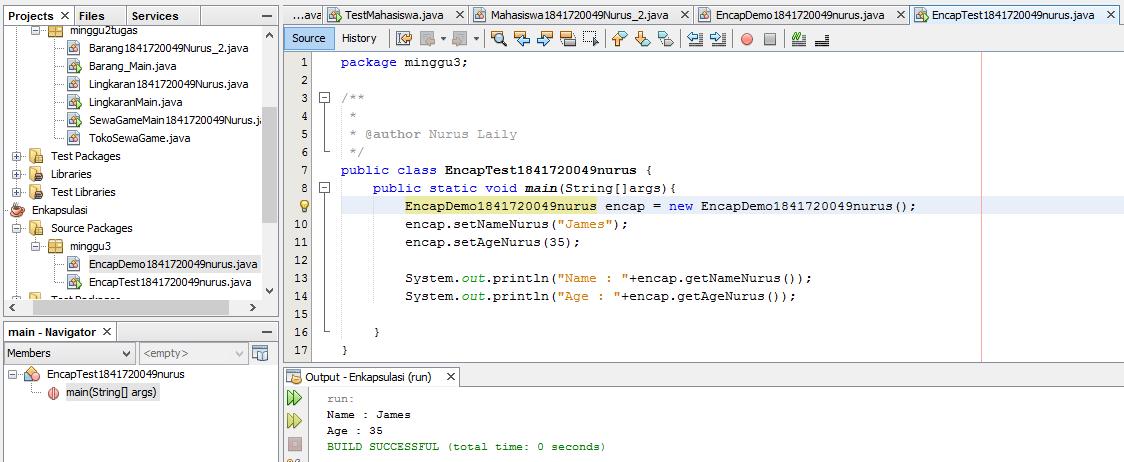 Projects Files Services
minggu2tugas
Barang1841720049Nurus_2.java
Barang_Main.java
Lingkaran1841720049Nurus.java
LingkaranMain.java
SewaGameMain1841720049Nurus.ja
TokoSewaGame.java
Test Packages
Libraries
Test Libraries
Enkapsulasi
Source Packages
minggu3
EncapDemo1841720049nurus.java
EncapTest1841720049nurus.java
main - Navigator
Members <empty>
EncapTest1841720049nurus
main(String[] args)
...ava TestMahasiswa.java Mahasiswa1841720049Nurus_2.java EncapDemo1841720049nurus.java EncapTest1841720049nurus.java
Source History
1 package minggu3;
2
3 /**
4 *
5 * @author Nurus Laily
6 */
7 public class EncapTest1841720049nurus {
8 public static void main(String[]args){
EncapDemo1841720049nurus encap = new EncapDemo1841720049nurus();
10 encap.setNameNurus("James");
11 encap.setAgeNurus(35);
12
13 System.out.println("Name : "+encap.getNameNurus());
14 System.out.println("Age : "+encap.getAgeNurus());
15
16 }
17 }
Output - Enkapsulasi (run)
run:
Name : James
Age : 35
BUILD SUCCESSFUL (total time: 0 seconds)